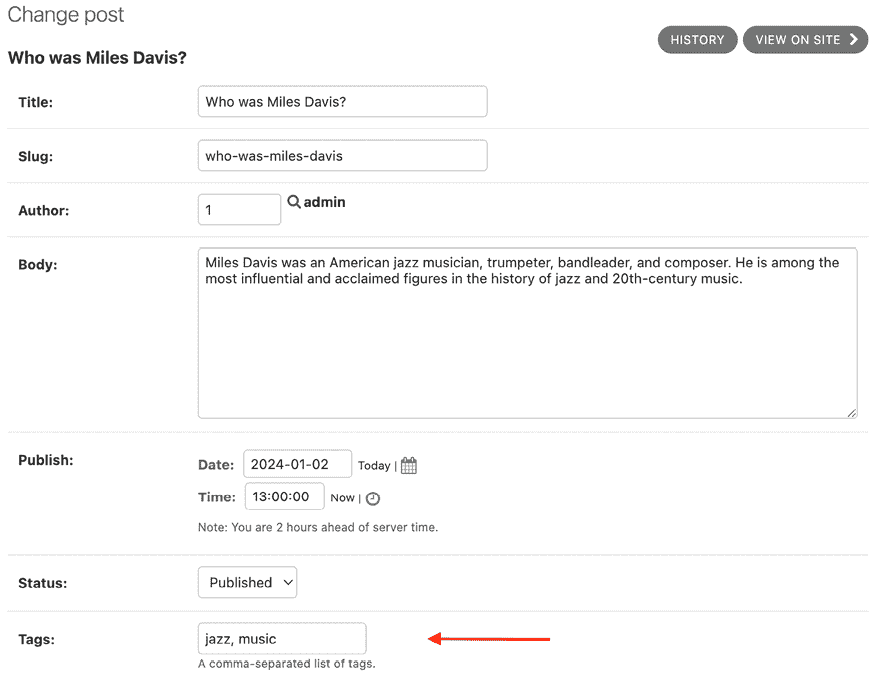 Change post
HISTORY
VIEW ON SITE
Who was Miles Davis?
Title:
Who was Miles Davis?
Slug:
who-was-miles-davis
Author:
1
admin
Body:
Miles Davis was an American jazz musician, trumpeter, bandleader, and composer. He is among the
most influential and acclaimed figures in the history of jazz and 20th-century music.
Publish:
Date: 2024-01-02 Today |
Time: 13:00:00 Now |
Note: You are 2 hours ahead of server time.
Status:
Published
Tags:
jazz, music
A comma-separated list of tags.